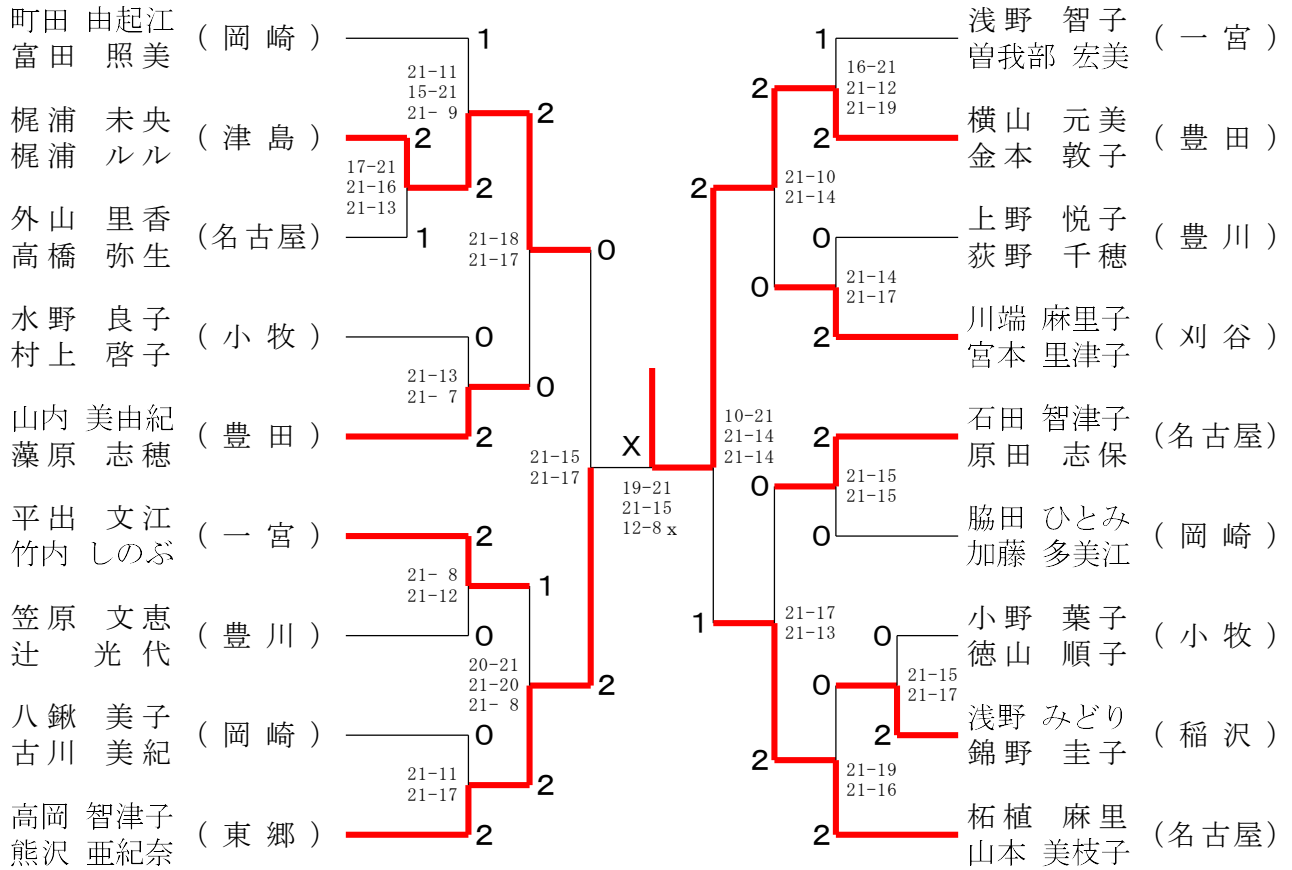 町田 由起江
富田 照美
( 岡 崎 )
1
21-11
15-21
21- 9
2
梶浦 未央
梶浦 ルル
( 津 島 )
2
17-21
21-16
21-13
2
外山 里香
高橋 弥生
(名古屋)
1
21-18
21-17
0
水野 良子
村上 啓子
( 小 牧 )
0
21-13
21- 7
0
山内 美由紀
藻原 志穂
( 豊 田 )
2
21-15
21-17
平出 文江
竹内 しのぶ
( 一 宮 )
2
21- 8
21-12
1
笠原 文恵
辻 光代
( 豊 川 )
0
20-21
21-20
21- 8
2
八鍬 美子
古川 美紀
( 岡 崎 )
0
21-11
21-17
2
高岡 智津子
熊沢 亜紀奈
( 東 郷 )
2
X
19-21
21-15
12-8 x
1
16-21
21-12
21-19
浅野 智子
曽我部 宏美
( 一 宮 )
2
2
横山 元美
金本 敦子
( 豊 田 )
2
21-10
21-14
0
上野 悦子
荻野 千穂
( 豊 川 )
0
21-14
21-17
2
川端 麻里子
宮本 里津子
( 刈 谷 )
10-21
21-14
21-14
2
石田 智津子
原田 志保
(名古屋)
0
21-15
21-15
0
脇田 ひとみ
加藤 多美江
( 岡 崎 )
1
21-17
21-13
0
小野 葉子
徳山 順子
( 小 牧 )
0
21-15
21-17
2
浅野 みどり
錦野 圭子
( 稲 沢 )
2
21-19
21-16
2
柘植 麻里
山本 美枝子
(名古屋)